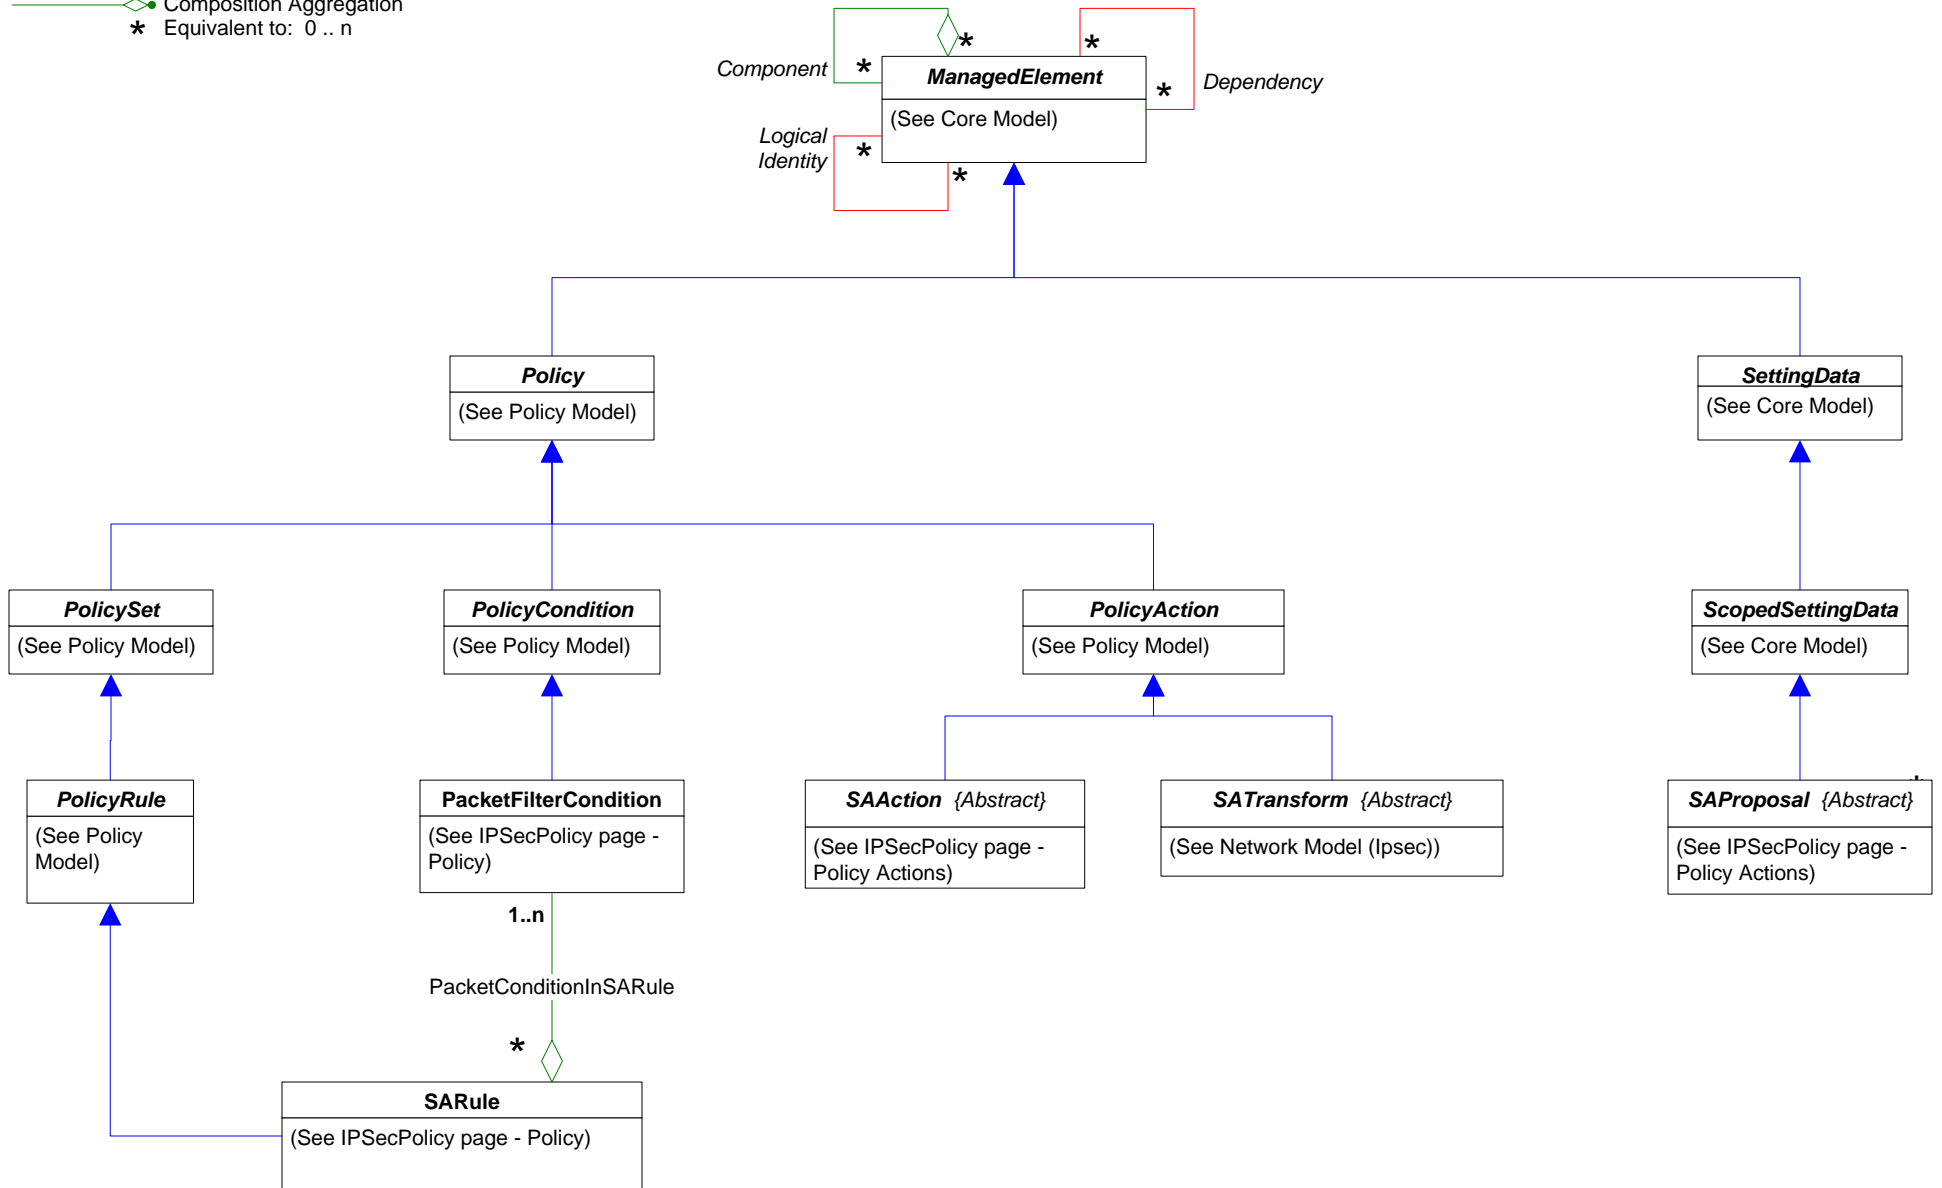 Composition Aggregation
* Equivalent to: 0 .. n
*
*
Component
ManagedElement
(See Core Model)
*
*
Dependency
Logical
Identity
*
*
Policy
(See Policy Model)
SettingData
(See Core Model)
PolicySet
(See Policy Model)
PolicyCondition
(See Policy Model)
PolicyAction
(See Policy Model)
ScopedSettingData
(See Core Model)
PolicyRule
(See Policy
Model)
PacketFilterCondition
(See IPSecPolicy page -
Policy)
SAAction {Abstract}
(See IPSecPolicy page -
Policy Actions)
SATransform {Abstract}
(See Network Model (Ipsec))
*
SAProposal {Abstract}
(See IPSecPolicy page -
Policy Actions)
1..n
PacketConditionInSARule
*
SARule
(See IPSecPolicy page - Policy)